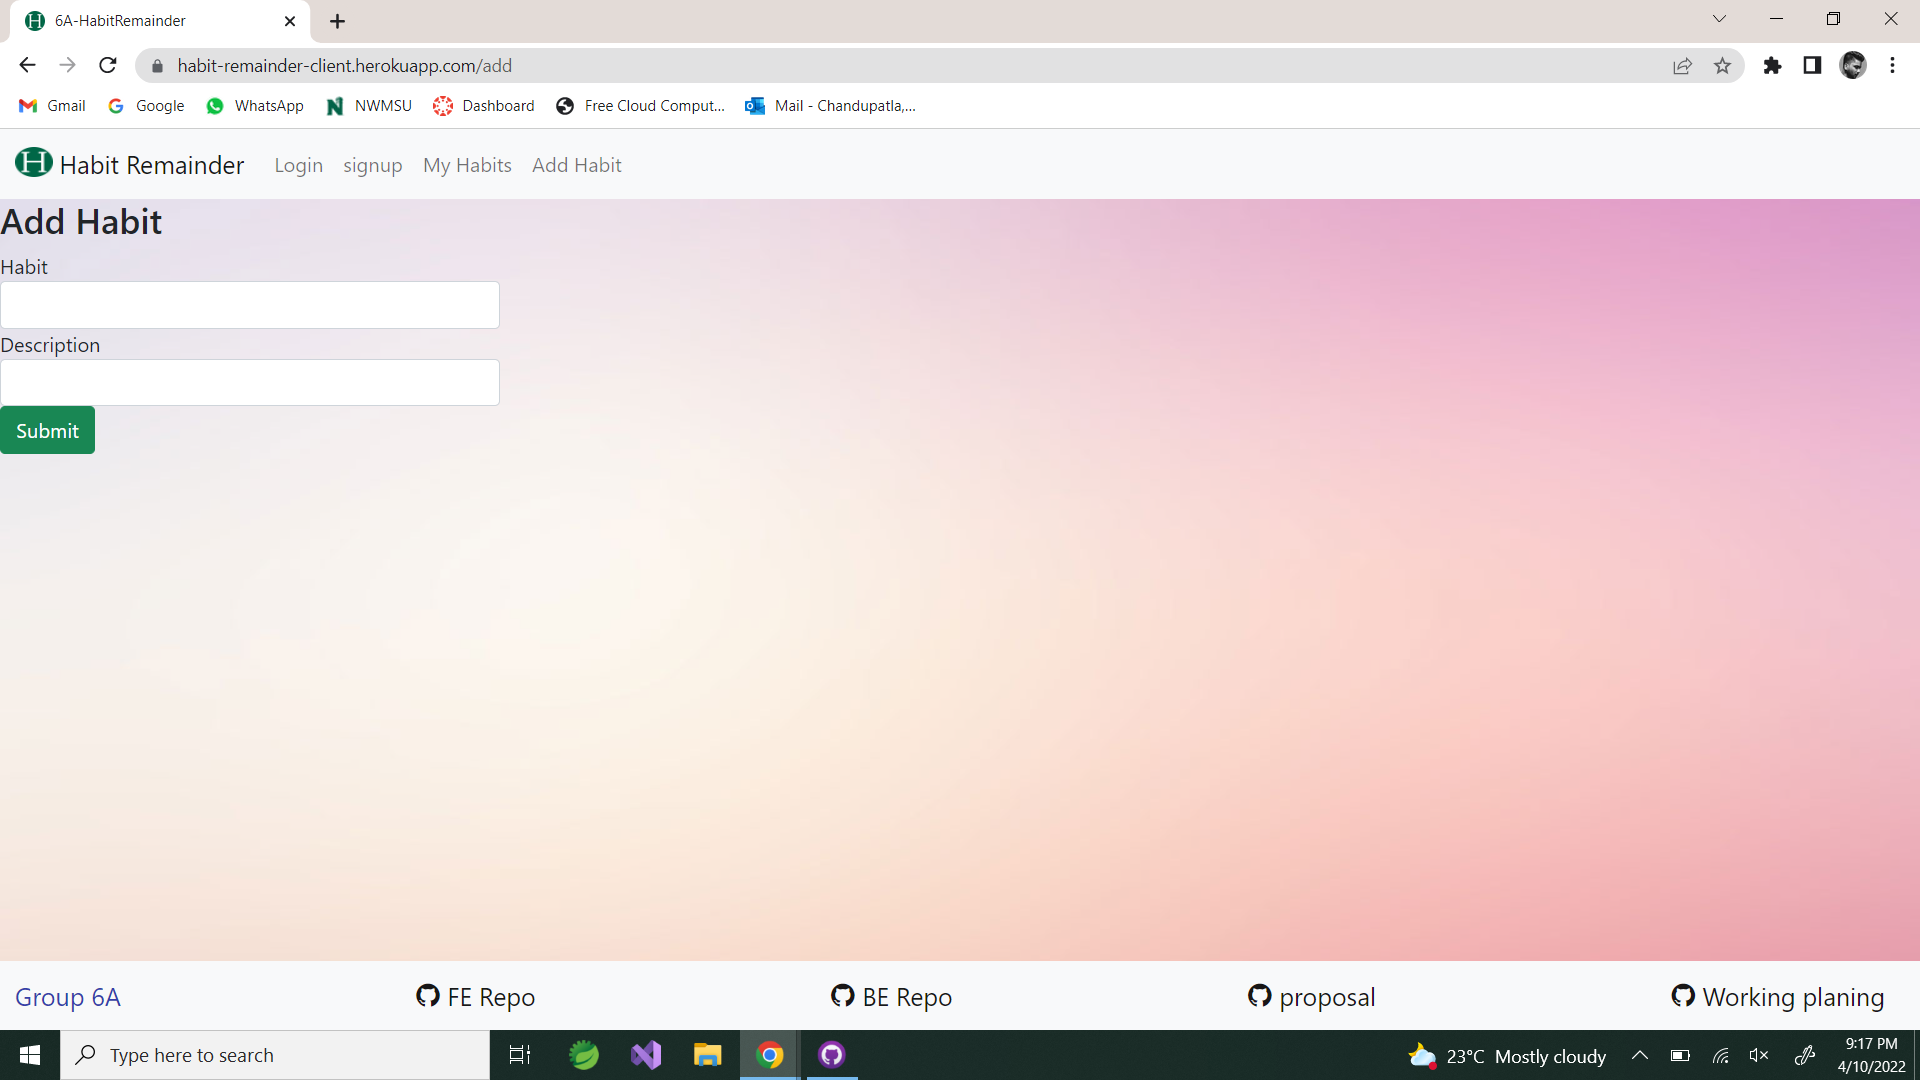 6A-HabitRemainder
habit-remainder-client.herokuapp.com/add
Gmail Google WhatsApp NWMSU Dashboard Free Cloud Comput... Mail - Chandupatla,...
H Habit Remainder Login signup My Habits Add Habit
Add Habit
Habit
Description
Submit
Group 6A FE Repo BE Repo proposal Working planing
Type here to search
23°C Mostly cloudy
9:17 PM
4/10/2022